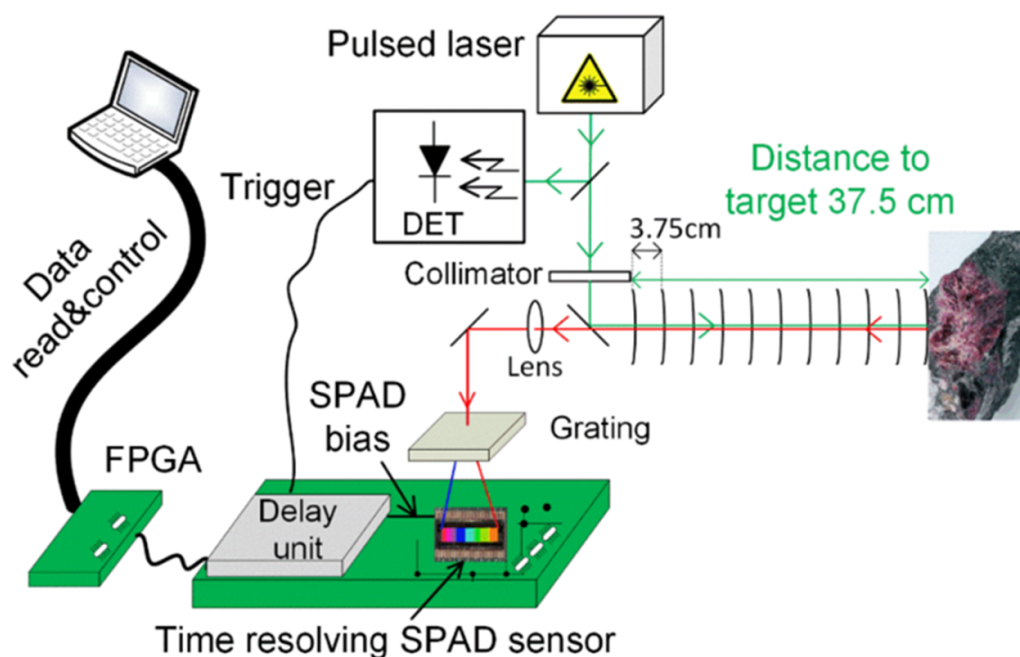 Pulsed laser
Trigger
DET
Distance to
target 37.5 cm
3.75cm
Collimator
Data
read&control
Lens
SPAD
bias
Grating
FPGA
Delay
unit
Time resolving SPAD sensor